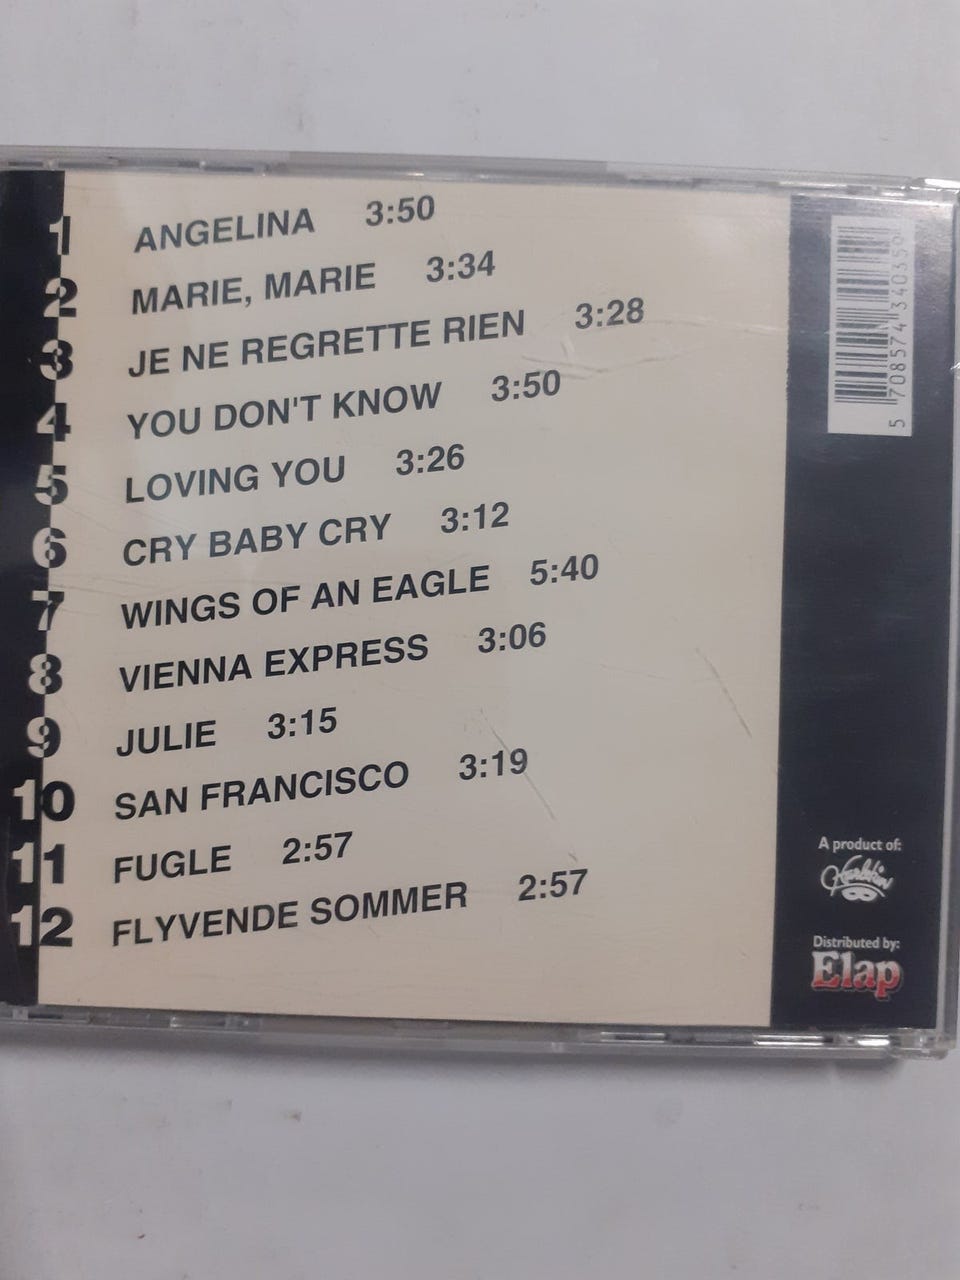 1 ANGELINA 3:50
2 MARIE, MARIE 3:34
3 JE NE REGRETTE RIEN 3:28
4 YOU DON'T KNOW 3:50
5 LOVING YOU 3:26
6 CRY BABY CRY 3:12
7 WINGS OF AN EAGLE 5:40
8 VIENNA EXPRESS 3:06
9 JULIE 3:15
10 SAN FRANCISCO 3:19
11 FUGLE 2:57
12 FLYVENDE SOMMER 2:57
5 708574 340359
A product of:
Distributed by:
Elap